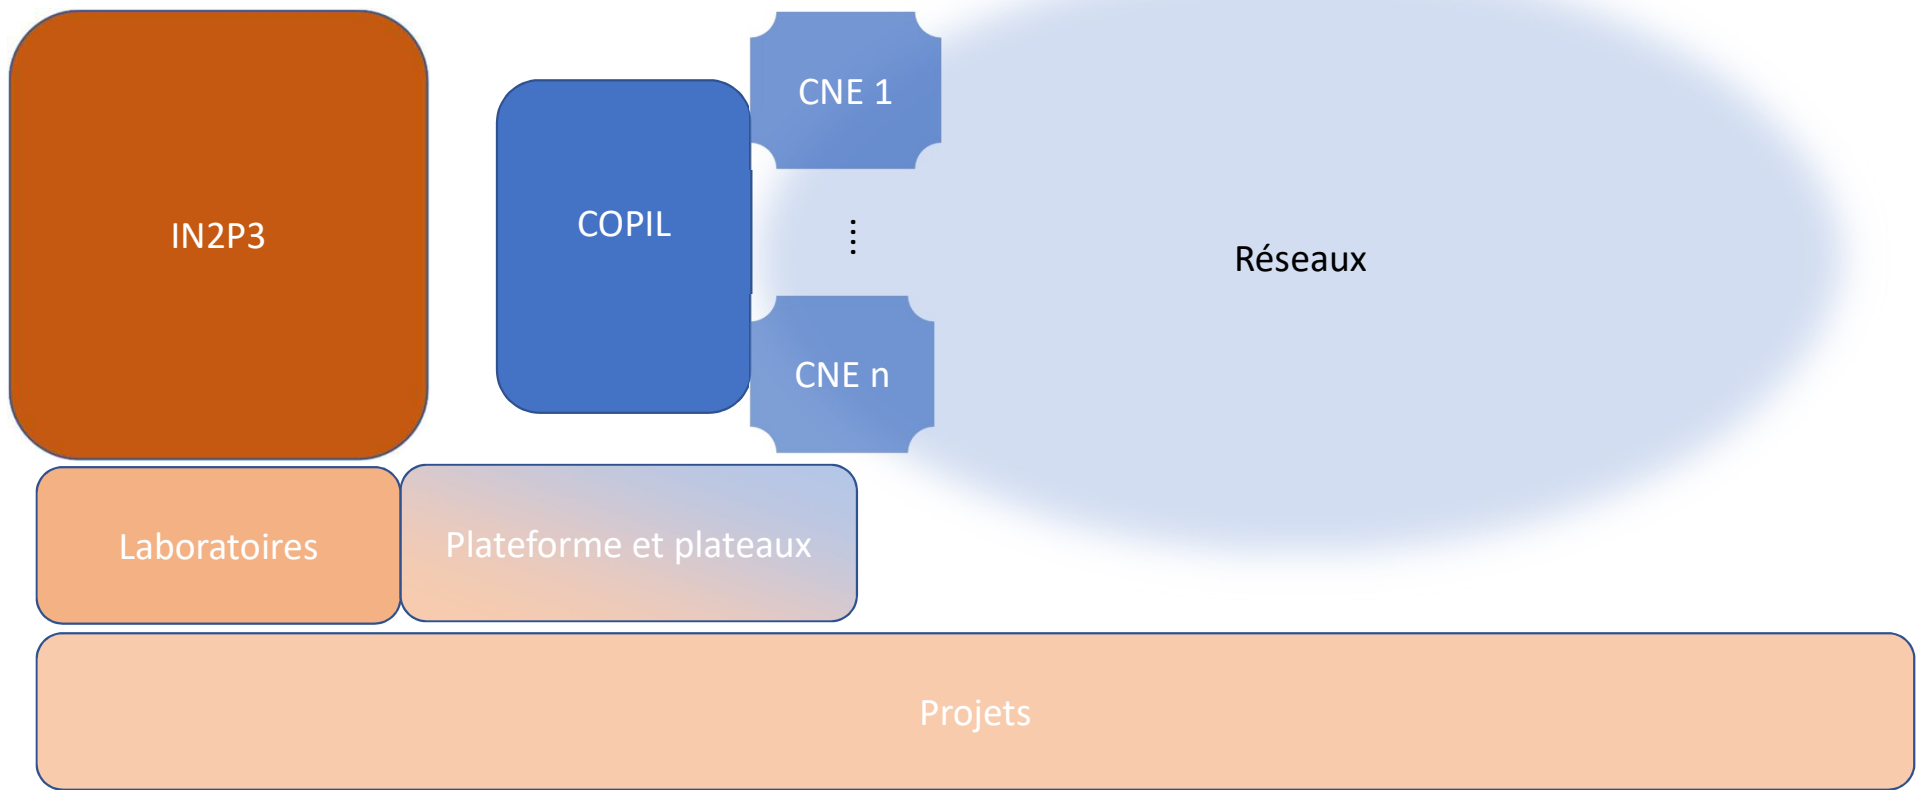 CNE 1
IN2P3
COPIL
....
Réseaux
CNE n
Laboratoires
Plateforme et plateaux
Projets